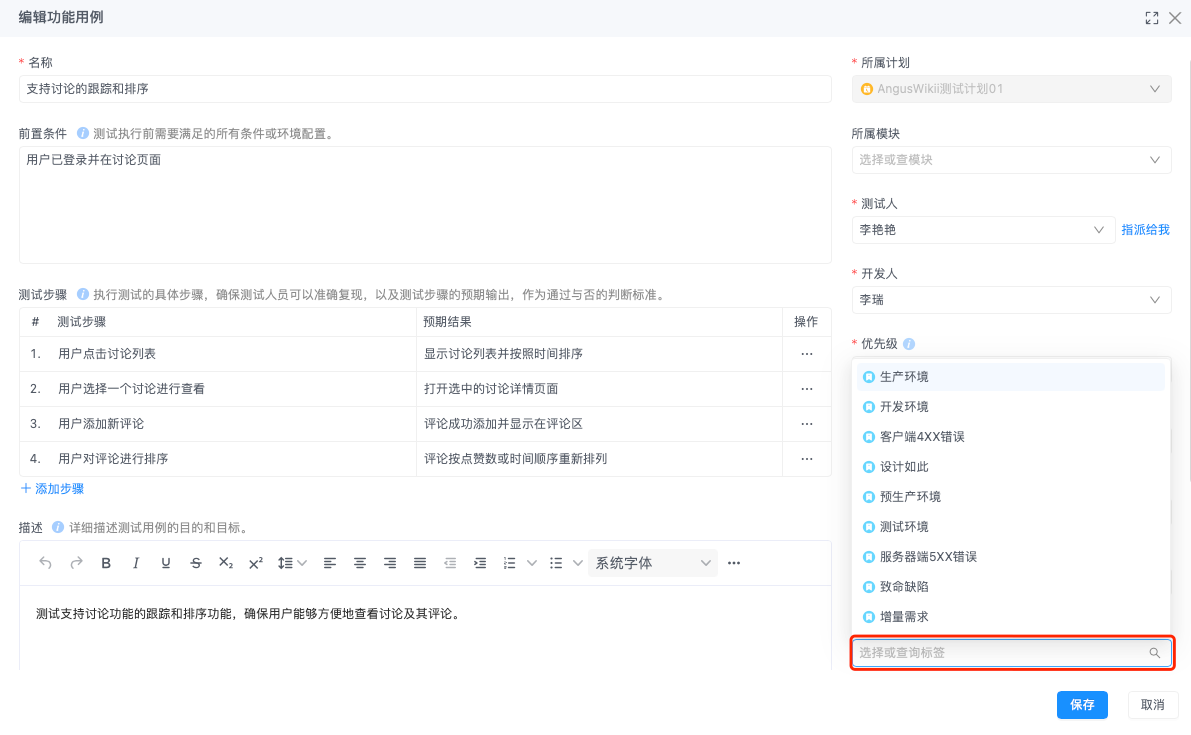 编辑功能用例
* 名称
支持讨论的跟踪和排序
前置条件 测试执行前需要满足的所有条件或环境配置。
用户已登录并在讨论页面
测试步骤 执行测试的具体步骤，确保测试人员可以准确复现，以及测试步骤的预期输出，作为通过与否的判断标准。
# 测试步骤 预期结果 操作
1. 用户点击讨论列表 显示讨论列表并按照时间排序 ...
2. 用户选择一个讨论进行查看 打开选中的讨论详情页面 ...
3. 用户添加新评论 评论成功添加并显示在评论区 ...
4. 用户对评论进行排序 评论按点赞数或时间顺序重新排列 ...
+ 添加步骤
描述 详细描述测试用例的目的和目标。
B I U S X₂ X² 系统字体 ...
测试支持讨论功能的跟踪和排序功能，确保用户能够方便地查看讨论及其评论。
* 所属计划
AngusWikii测试计划01
所属模块
选择或查模块
* 测试人
李艳艳 指派给我
* 开发人
李瑞
* 优先级
生产环境
开发环境
客户端4XX错误
设计如此
预生产环境
测试环境
服务器端5XX错误
致命缺陷
增量需求
选择或查询标签
保存 取消